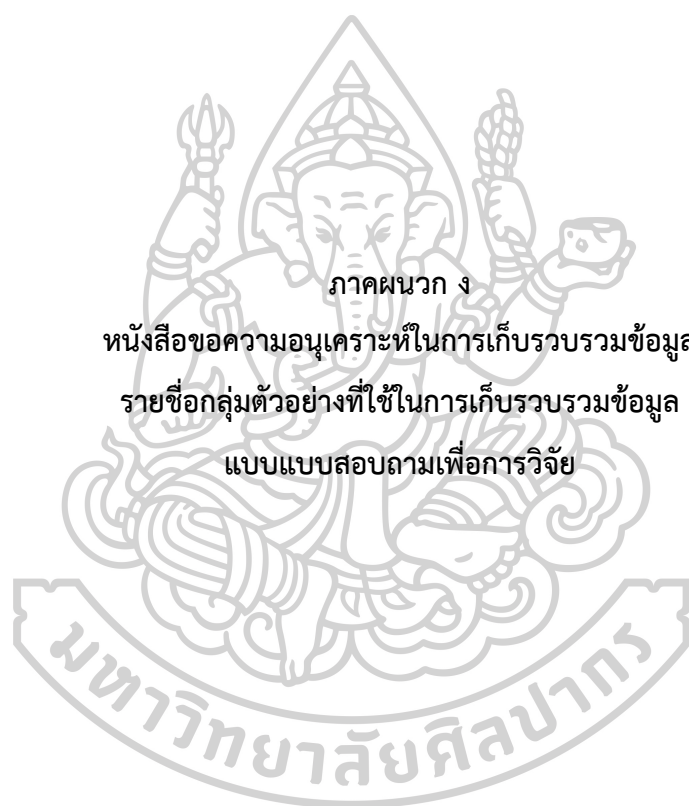 ภาคผนวก ง
หนังสือขอความอนุเคราะห์ในการเก็บรวบรวมข้อมูล
รายชื่อกลุ่มตัวอย่างที่ใช้ในการเก็บรวบรวมข้อมูล
แบบแบบสอบถามเพื่อการวิจัย
มหาวิทยาลัยศิลปากร